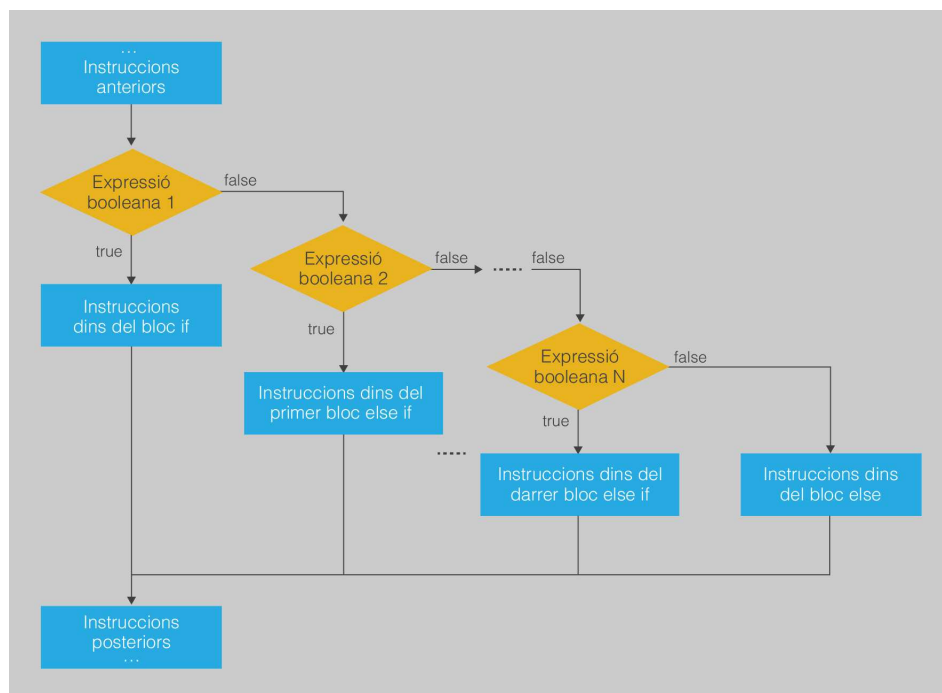 ...
Instruccions
anteriors
Expressió
booleana 1
false
true
Instruccions
dins del bloc if
Expressió
booleana 2
false
false
true
Instruccions dins del
primer bloc else if
Expressió
booleana N
false
true
Instruccions dins del
darrer bloc else if
Instruccions dins
del bloc else
Instruccions
posteriors
...